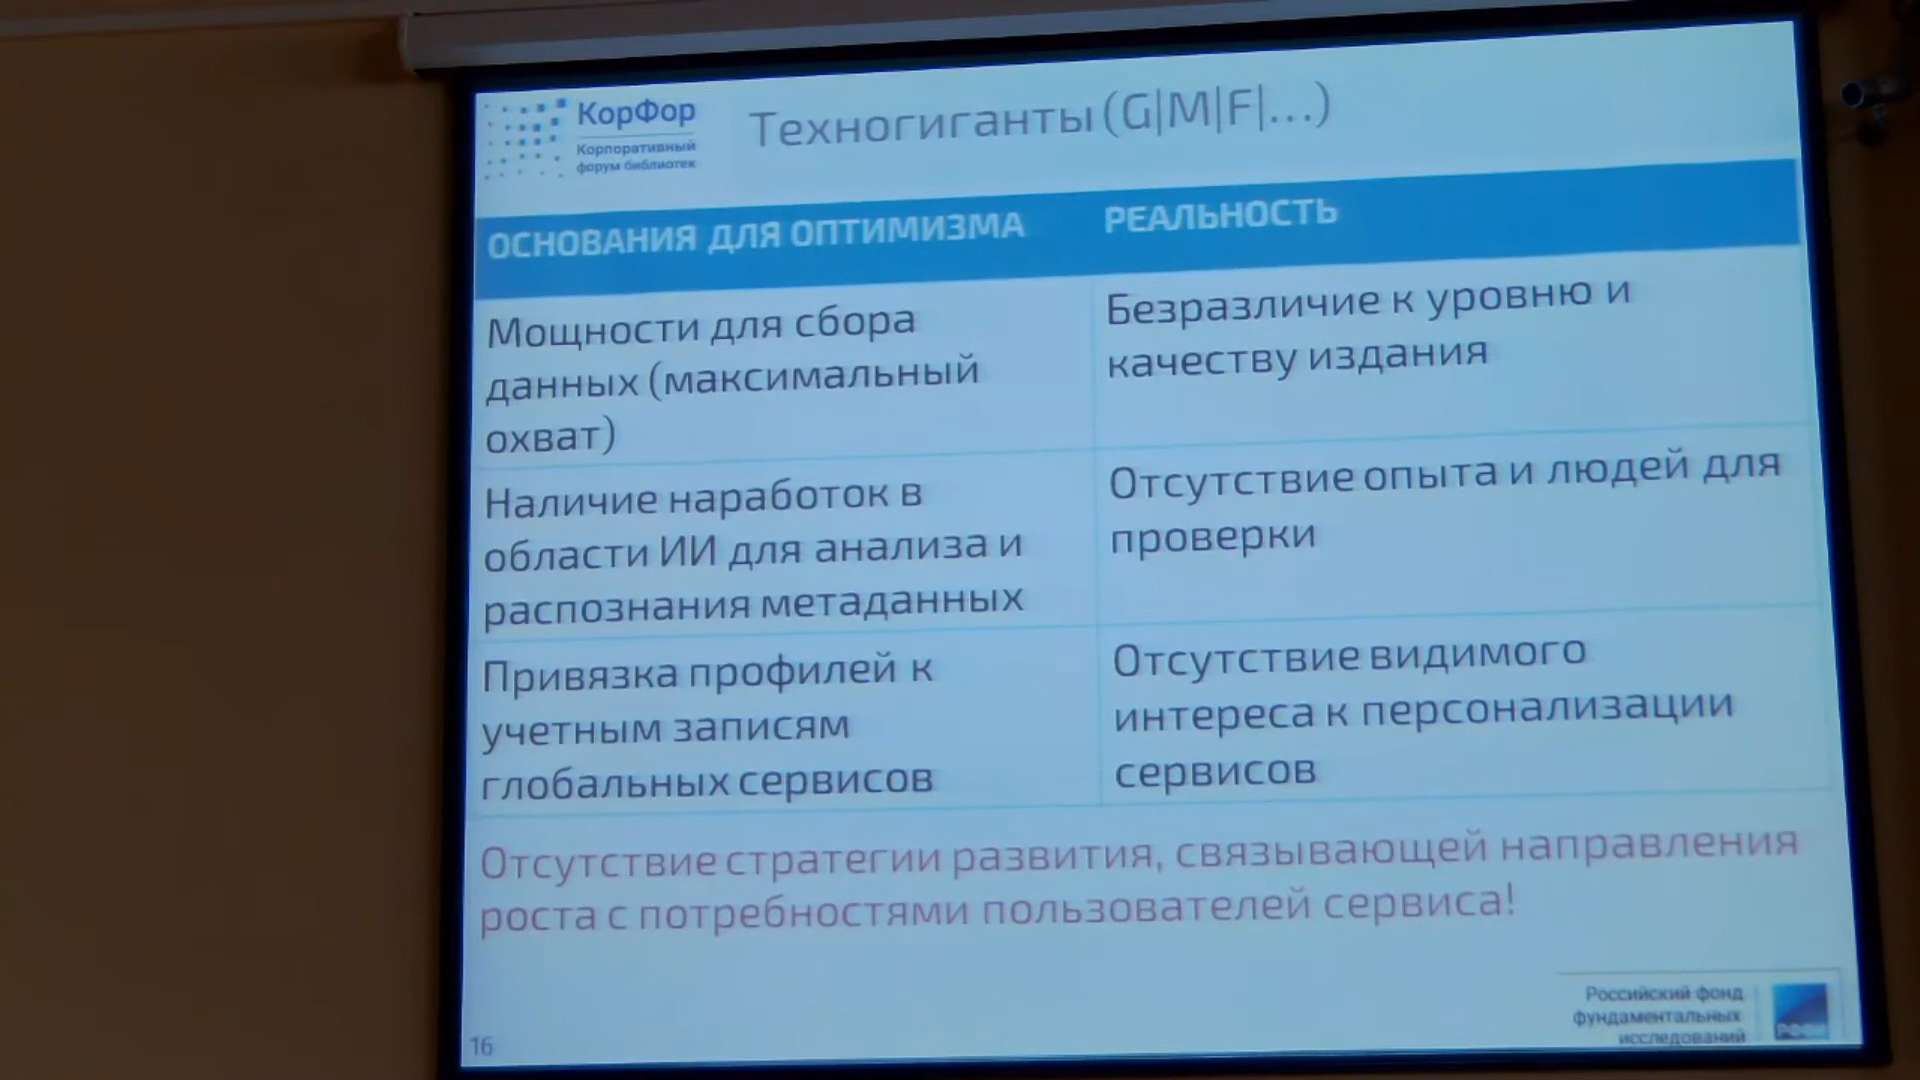 КорФор
Корпоративный
форум библиотек
Техногиганты (G|M|F|...)
ОСНОВАНИЯ ДЛЯ ОПТИМИЗМА
РЕАЛЬНОСТЬ
Мощности для сбора
данных (максимальный
охват)
Безразличие к уровню и
качеству издания
Наличие наработок в
области ИИ для анализа и
распознания метаданных
Отсутствие опыта и людей для
проверки
Привязка профилей к
учетным записям
глобальных сервисов
Отсутствие видимого
интереса к персонализации
сервисов
Отсутствие стратегии развития, связывающей направления
роста с потребностями пользователей сервиса!
Российский фонд
фундаментальных
исследований
РФФИ
16